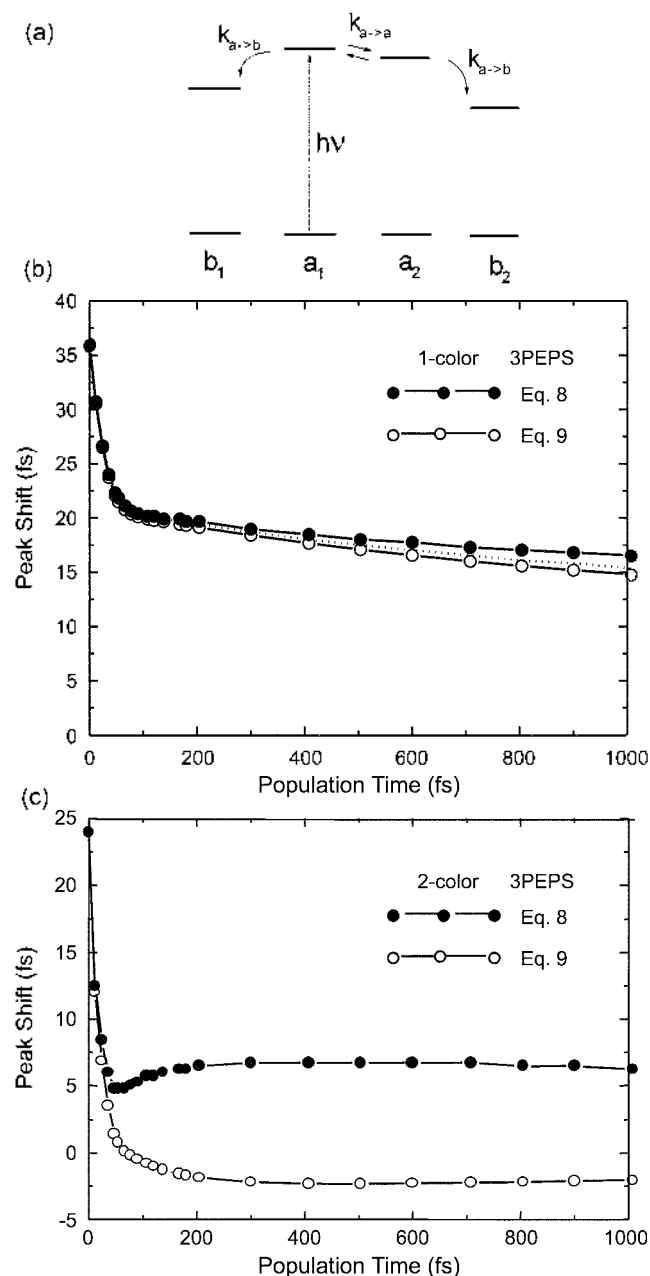 (a)
k a->b
k a->a
k a->b
hν
b1 a1 a2 b2
(b)
40
35
30
25
20
15
10
5
0
Peak Shift (fs)
1-color 3PEPS
Eq. 8
Eq. 9
0 200 400 600 800 1000
Population Time (fs)
(c)
25
20
15
10
5
0
-5
Peak Shift (fs)
2-color 3PEPS
Eq. 8
Eq. 9
0 200 400 600 800 1000
Population Time (fs)